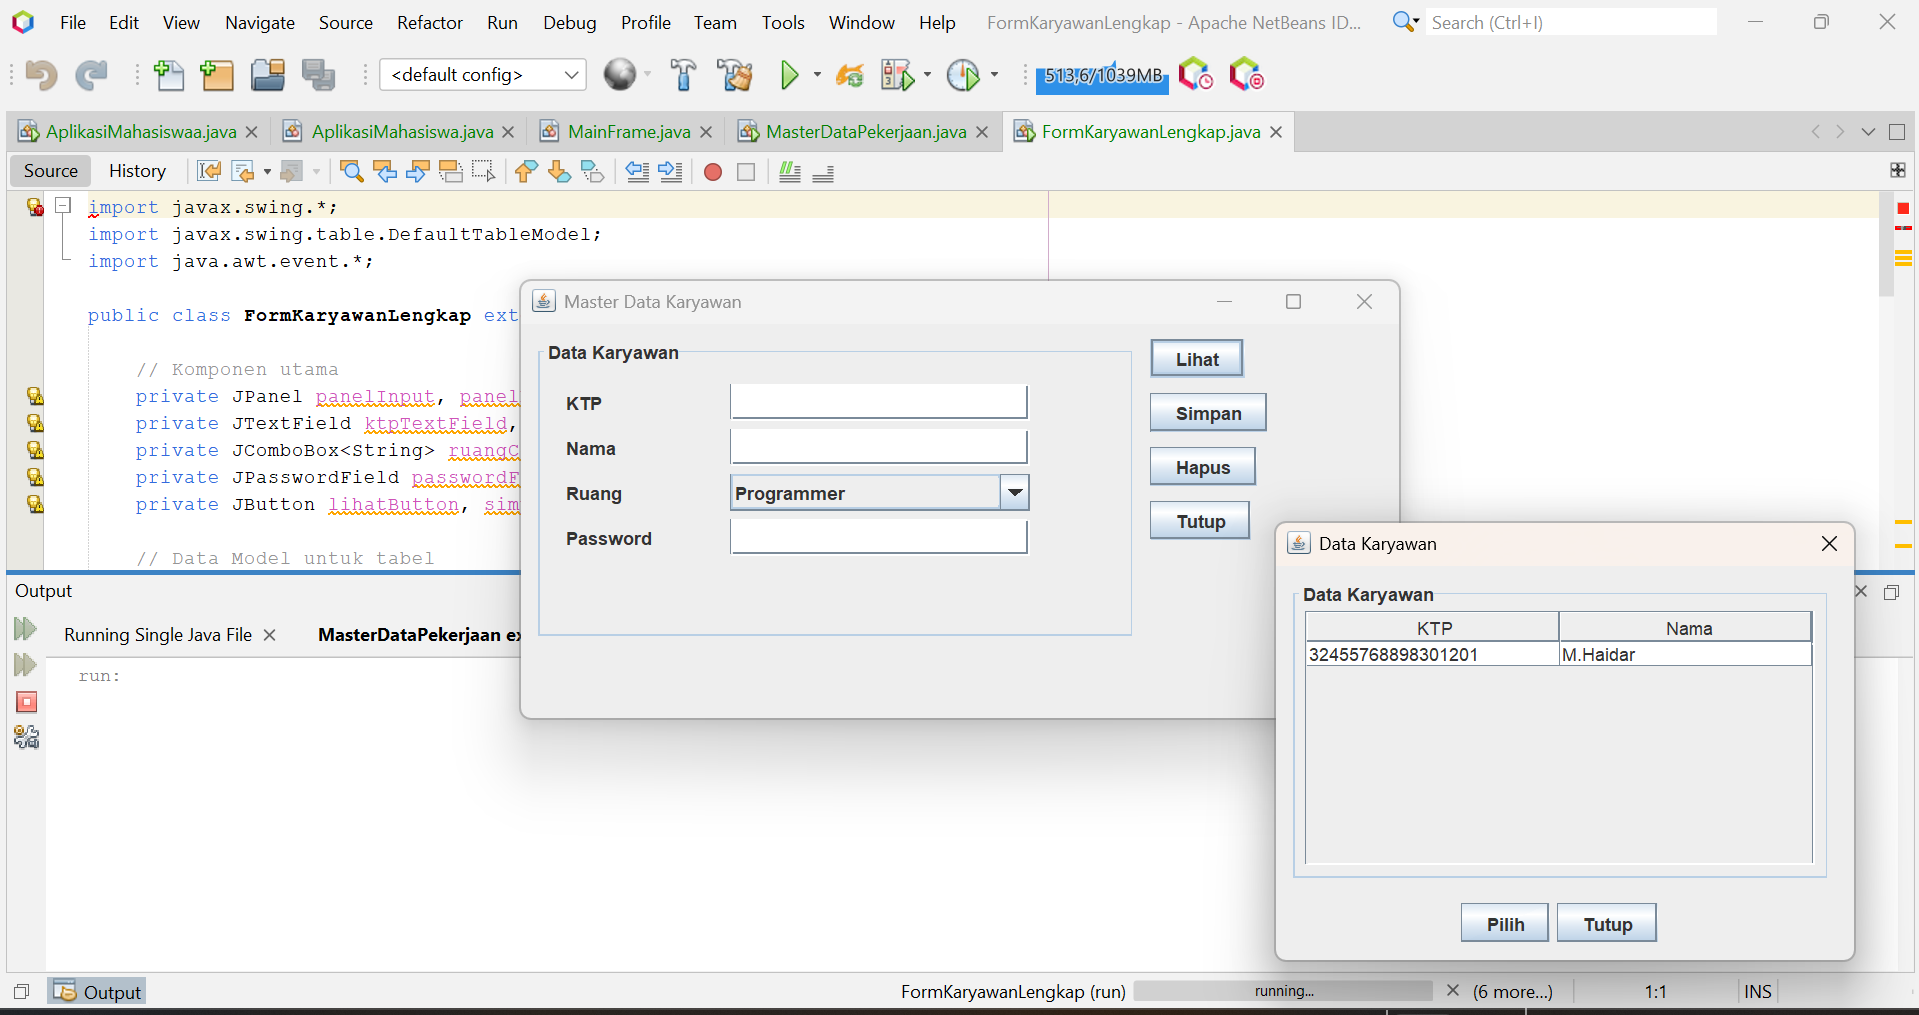 File Edit View Navigate Source Refactor Run Debug Profile Team Tools Window Help FormKaryawanLengkap - Apache NetBeans ID... Search (Ctrl+I)
<default config> 513,6/1039MB
AplikasiMahasiswaa.java AplikasiMahasiswa.java MainFrame.java MasterDataPekerjaan.java FormKaryawanLengkap.java
Source History
import javax.swing.*;
import javax.swing.table.DefaultTableModel;
import java.awt.event.*;
public class FormKaryawanLengkap ext
// Komponen utama
private JPanel panelInput, panel
private JTextField ktpTextField,
private JComboBox<String> ruangC
private JPasswordField passwordF
private JButton lihatButton, sim
// Data Model untuk tabel
Master Data Karyawan
Data Karyawan
KTP
Nama
Ruang Programmer
Password
Lihat
Simpan
Hapus
Tutup
Data Karyawan
Data Karyawan
KTP Nama
32455768898301201 M.Haidar
Pilih Tutup
Output
Running Single Java File MasterDataPekerjaan ex
run:
Output FormKaryawanLengkap (run) running... (6 more...) 1:1 INS